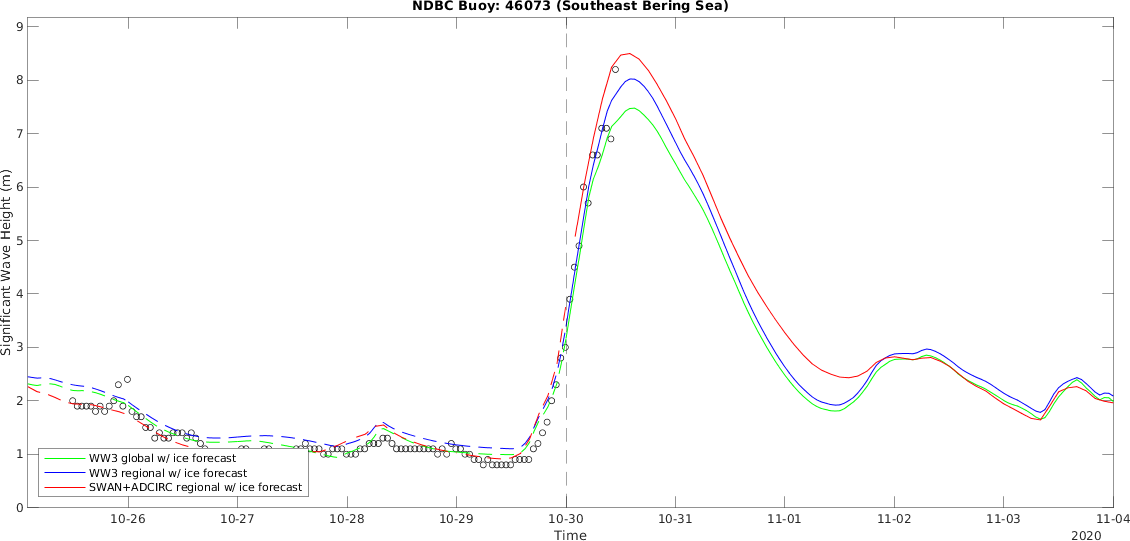 NDBC Buoy: 46073 (Southeast Bering Sea)
9
8
7
6
5
4
3
2
1
0
Significant Wave Height (m)
WW3 global w/ ice forecast
WW3 regional w/ ice forecast
SWAN+ADCIRC regional w/ ice forecast
10-26 10-27 10-28 10-29 10-30 10-31 11-01 11-02 11-03 11-04
Time
2020